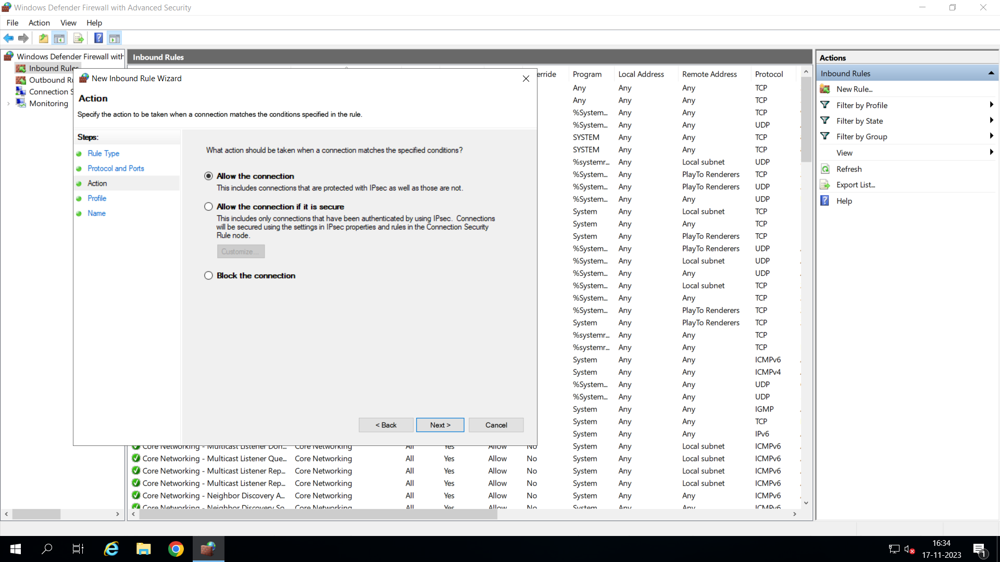 Windows Defender Firewall with Advanced Security
File Action View Help
Windows Defender Firewall with
Inbound Rules
Outbound Ru
Connection S
Monitoring
Inbound Rules
New Inbound Rule Wizard
Action
Specify the action to be taken when a connection matches the conditions specified in the rule.
Steps:
Rule Type
Protocol and Ports
Action
Profile
Name
What action should be taken when a connection matches the specified conditions?
Allow the connection
This includes connections that are protected with IPsec as well as those are not.
Allow the connection if it is secure
This includes only connections that have been authenticated by using IPsec. Connections
will be secured using the settings in IPsec properties and rules in the Connection Security
Rule node.
Customize...
Block the connection
< Back Next > Cancel
erride Program Local Address Remote Address Protocol
Any Any Any TCP
Any Any Any TCP
%System... Any Any TCP
%System... Any Any UDP
SYSTEM Any Any TCP
SYSTEM Any Any TCP
%systemr... Any Local subnet UDP
%System... Any PlayTo Renderers TCP
%System... Any PlayTo Renderers UDP
%System... Any Any UDP
System Any Local subnet TCP
System Any Any TCP
System Any PlayTo Renderers TCP
%System... Any PlayTo Renderers UDP
%System... Any Local subnet UDP
%System... Any Any UDP
%System... Any Local subnet TCP
%System... Any Any TCP
%System... Any PlayTo Renderers TCP
System Any PlayTo Renderers TCP
%systemr... Any Any TCP
%systemr... Any Any TCP
System Any Any ICMPv6
System Any Any ICMPv4
%System... Any Any UDP
%System... Any Any UDP
System Any Any IGMP
System Any Any TCP
System Any Any IPv6
Core Networking - Multicast Listener Don... Core Networking All Yes Allow No System Any Local subnet ICMPv6
Core Networking - Multicast Listener Que... Core Networking All Yes Allow No System Any Local subnet ICMPv6
Core Networking - Multicast Listener Rep... Core Networking All Yes Allow No System Any Local subnet ICMPv6
Core Networking - Multicast Listener Rep... Core Networking All Yes Allow No System Any Local subnet ICMPv6
Core Networking - Neighbor Discovery A... Core Networking All Yes Allow No System Any Any ICMPv6
Core Networking - Neighbor Discovery So... Core Networking All Yes Allow No System Any Any ICMPv6
Actions
Inbound Rules
New Rule...
Filter by Profile
Filter by State
Filter by Group
View
Refresh
Export List...
Help
16:34
17-11-2023
1